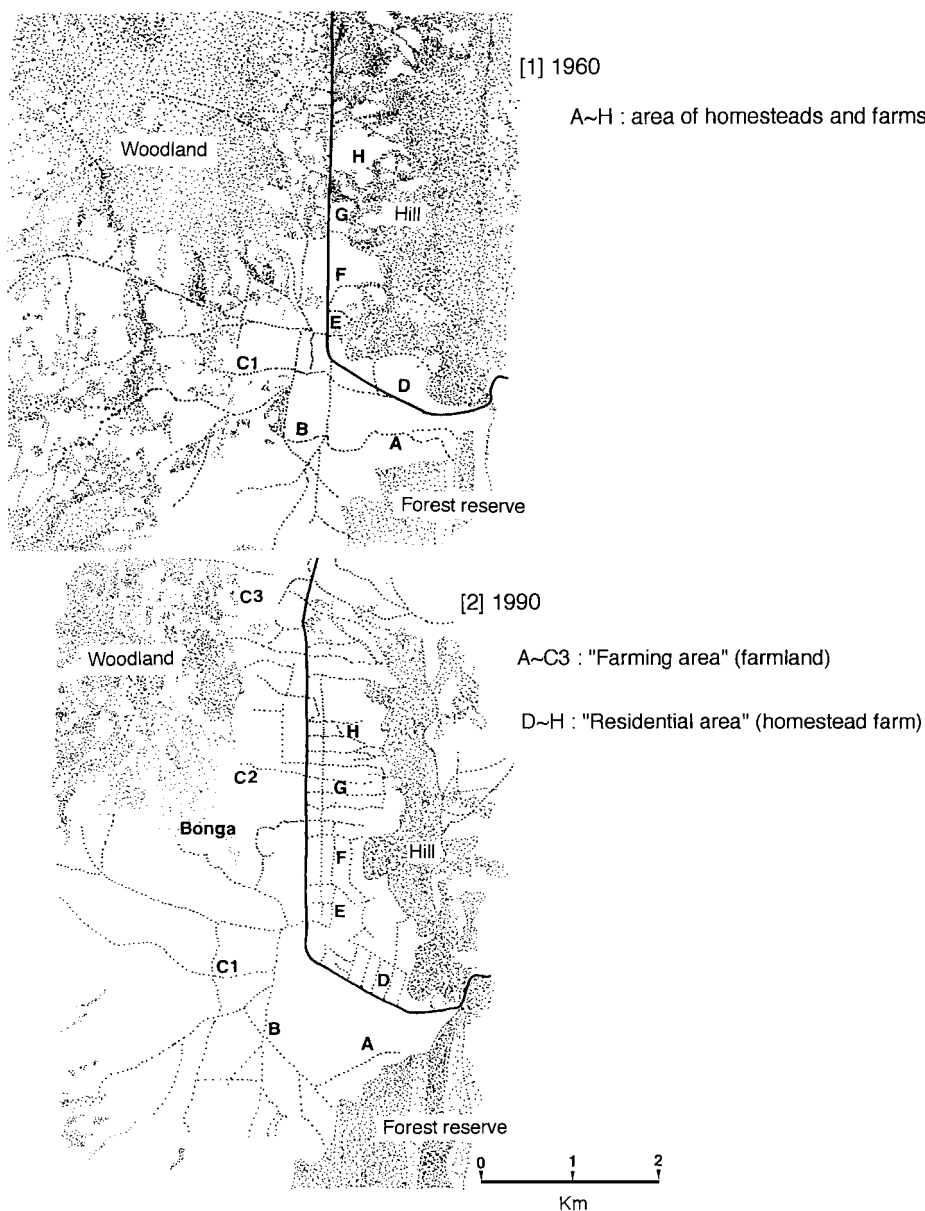 [1] 1960
A~H : area of homesteads and farms
Woodland
H
G
Hill
F
E
C1
D
B
A
Forest reserve
C3
[2] 1990
Woodland
A~C3 : "Farming area" (farmland)
D~H : "Residential area" (homestead farm)
H
C2
G
Bonga
F
Hill
E
C1
D
B
A
Forest reserve
0 1 2
Km